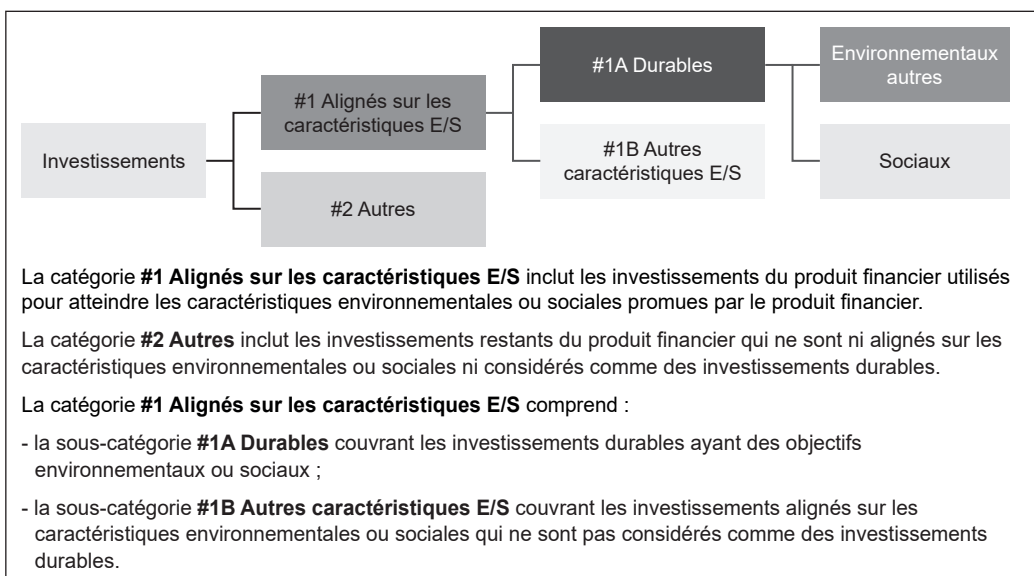 Investissements
#1 Alignés sur les
caractéristiques E/S
#2 Autres
#1A Durables
#1B Autres
caractéristiques E/S
Environnementaux
autres
Sociaux
La catégorie #1 Alignés sur les caractéristiques E/S inclut les investissements du produit financier utilisés
pour atteindre les caractéristiques environnementales ou sociales promues par le produit financier.
La catégorie #2 Autres inclut les investissements restants du produit financier qui ne sont ni alignés sur les
caractéristiques environnementales ou sociales ni considérés comme des investissements durables.
La catégorie #1 Alignés sur les caractéristiques E/S comprend :
- la sous-catégorie #1A Durables couvrant les investissements durables ayant des objectifs
environnementaux ou sociaux ;
- la sous-catégorie #1B Autres caractéristiques E/S couvrant les investissements alignés sur les
caractéristiques environnementales ou sociales qui ne sont pas considérés comme des investissements
durables.